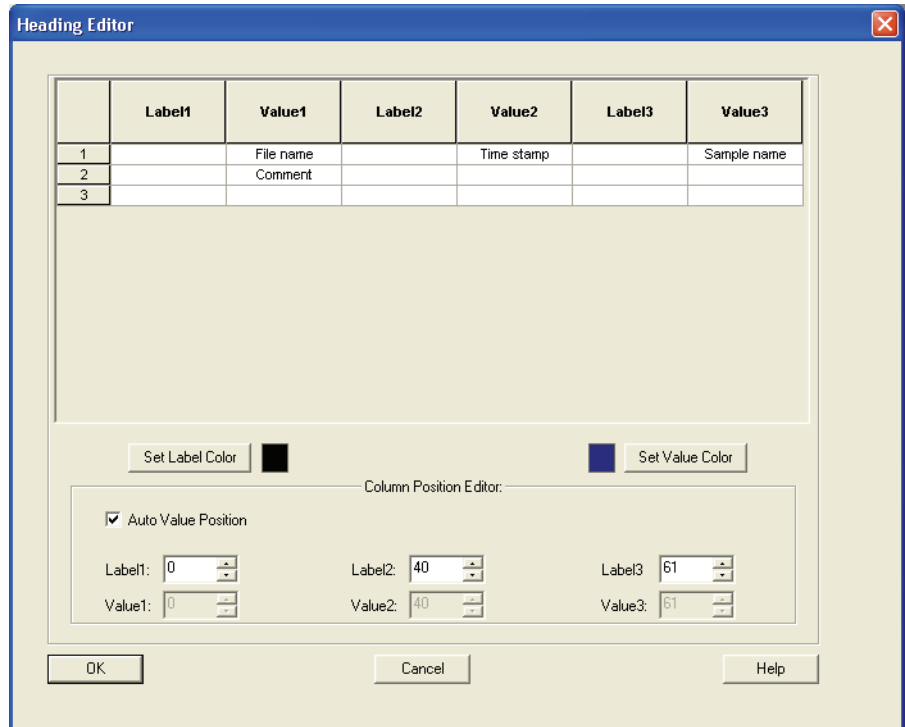 Heading Editor
Label1 Value1 Label2 Value2 Label3 Value3
1 File name Time stamp Sample name
2 Comment
3
Set Label Color Set Value Color
Column Position Editor:
Auto Value Position
Label1: 0 Label2: 40 Label3 61
Value1: 0 Value2: 40 Value3: 61
OK Cancel Help